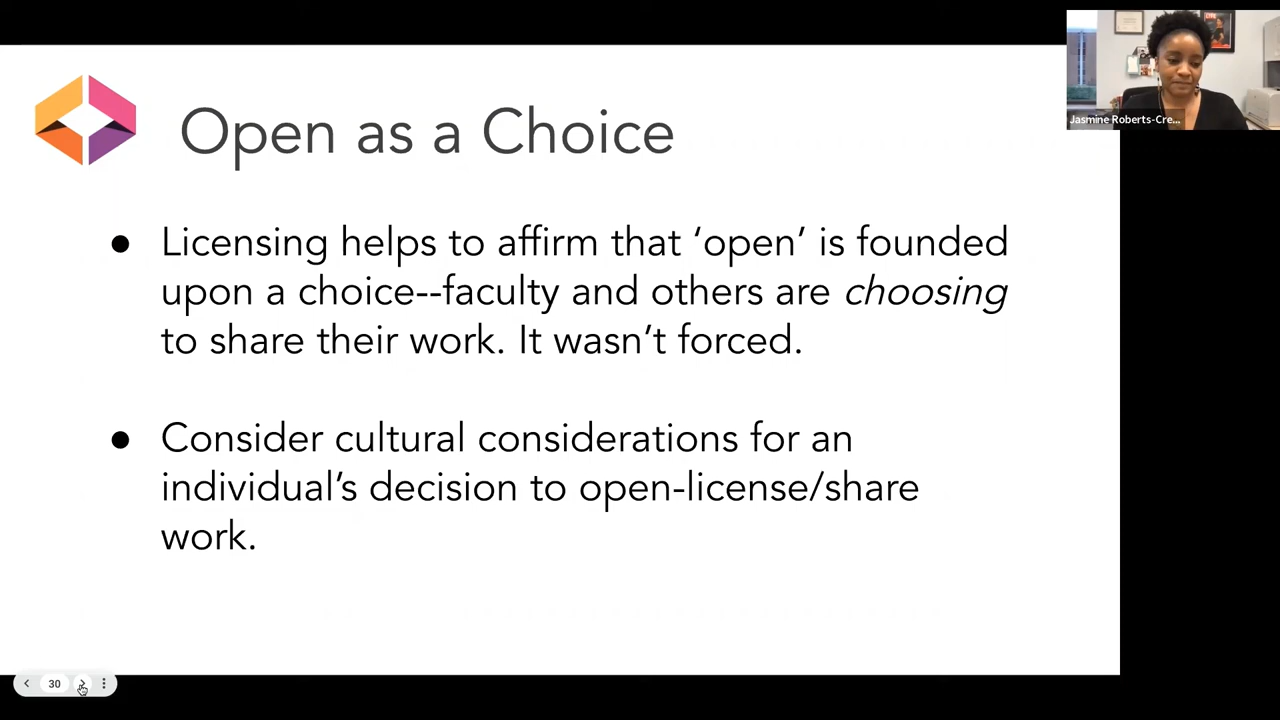 Open as a Choice
Jasmine Roberts-Cre...
● Licensing helps to affirm that ‘open’ is founded
upon a choice--faculty and others are choosing
to share their work. It wasn’t forced.
● Consider cultural considerations for an
individual’s decision to open-license/share
work.
30